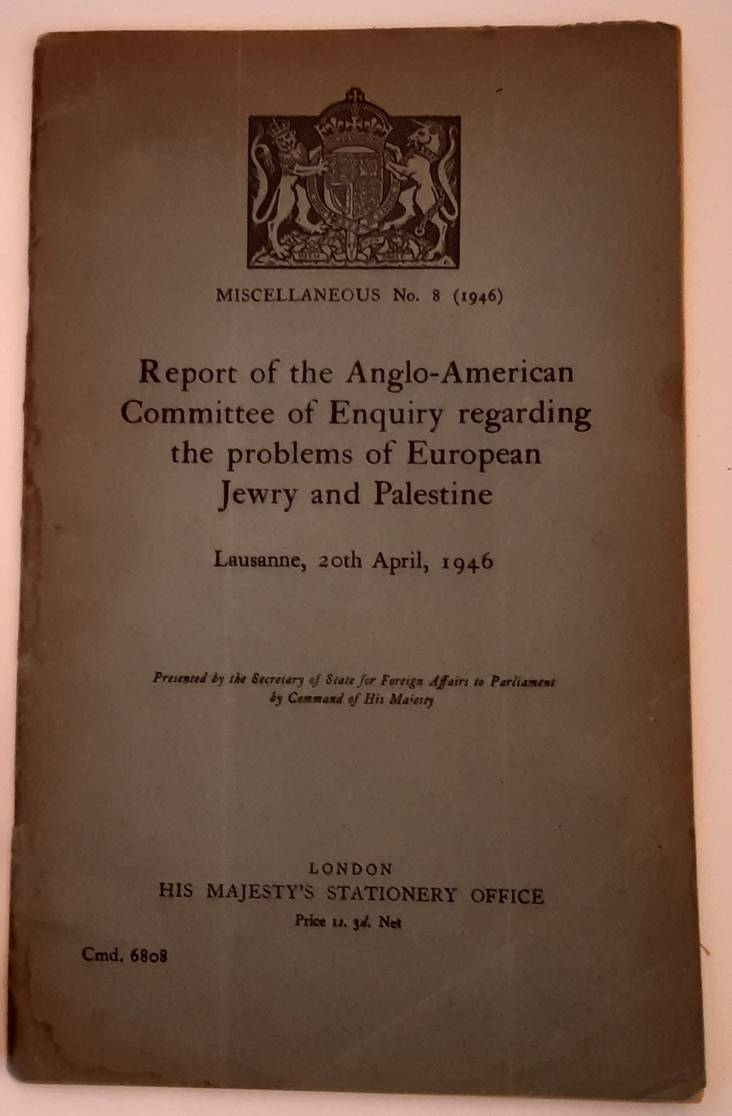 MISCELLANEOUS No. 8 (1946)
Report of the Anglo-American
Committee of Enquiry regarding
the problems of European
Jewry and Palestine
Lausanne, 20th April, 1946
Presented by the Secretary of State for Foreign Affairs to Parliament
by Command of His Majesty
LONDON
HIS MAJESTY'S STATIONERY OFFICE
Price 1s. 3d. Net
Cmd. 6808